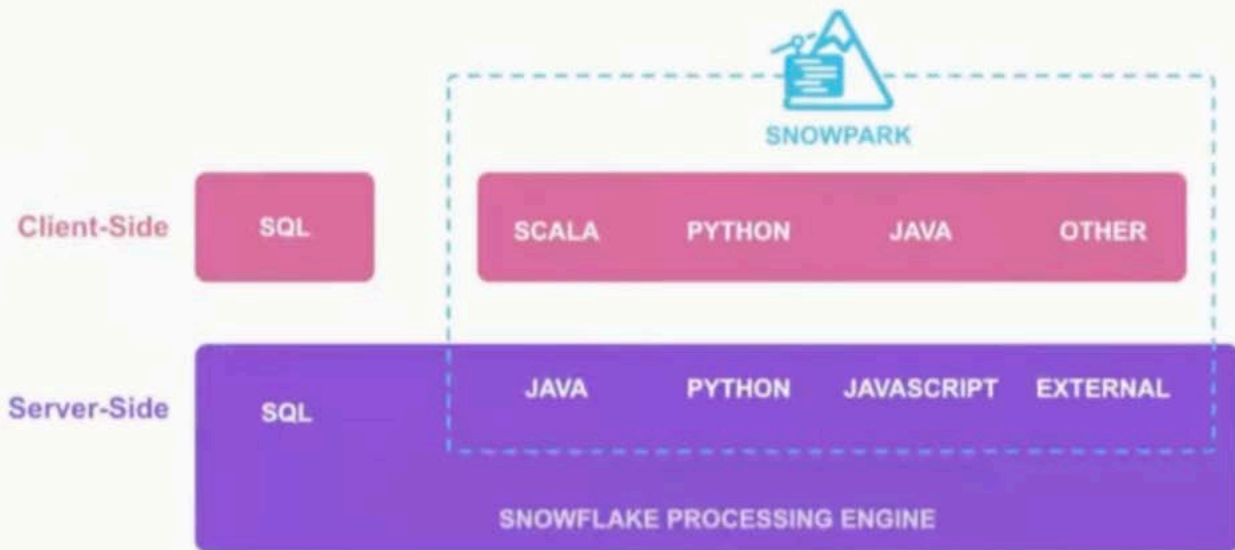 SNOWPARK
Client-Side
SQL
SCALA PYTHON JAVA OTHER
Server-Side
SQL
JAVA PYTHON JAVASCRIPT EXTERNAL
SNOWFLAKE PROCESSING ENGINE